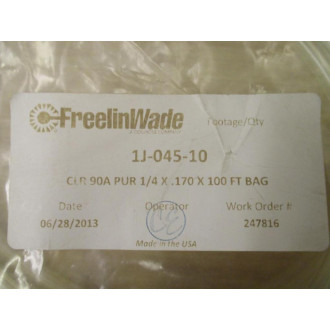 FreelinWade
Footage/Qty
1J-045-10
CLR 90A PUR 1/4 X .170 X 100 FT BAG
Date Operator Work Order #
06/28/2013 247816
Made in The USA